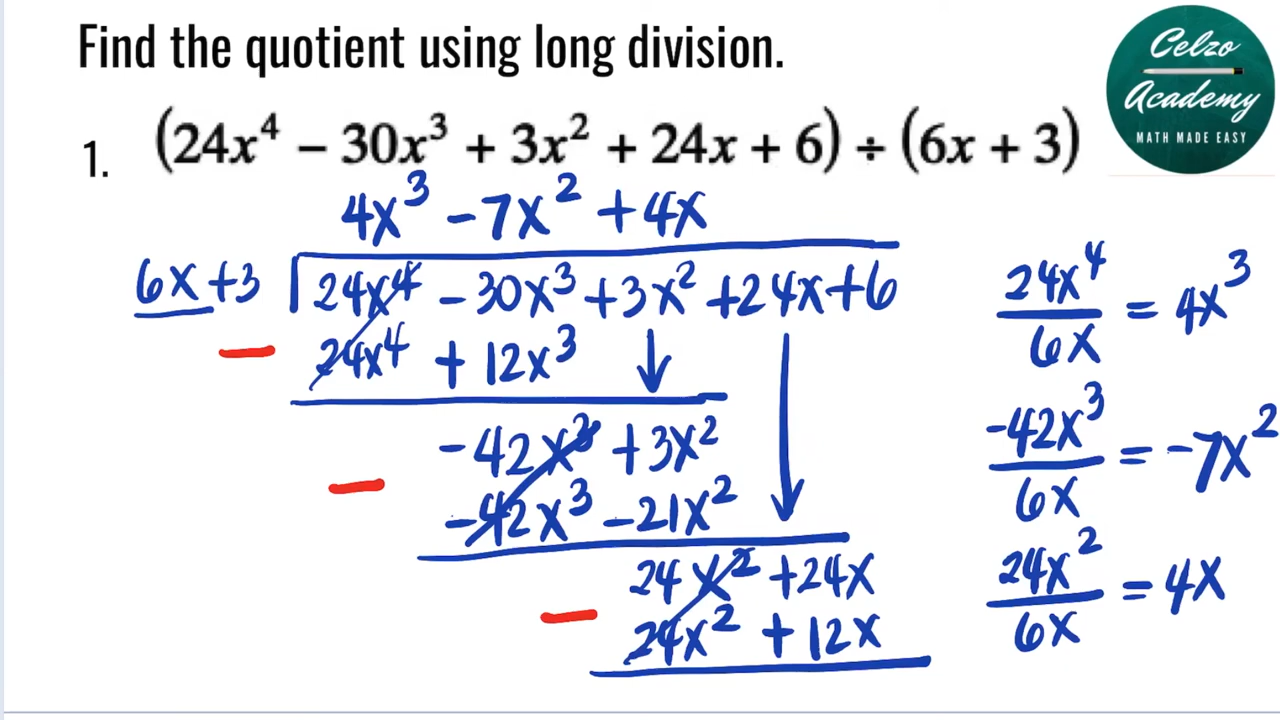 Find the quotient using long division.
Celzo
Academy
MATH MADE EASY
1. (24x⁴ − 30x³ + 3x² + 24x + 6) ÷ (6x + 3)
4x³ −7x² +4x
6x +3 24x⁴ − 30x³ +3x² +24x+6
− 24x⁴ + 12x³
−42x³ +3x²
− −42x³ −21x²
24x² +24x
− 24x² +12x
24x⁴/6x = 4x³
−42x³/6x = −7x²
24x²/6x = 4x